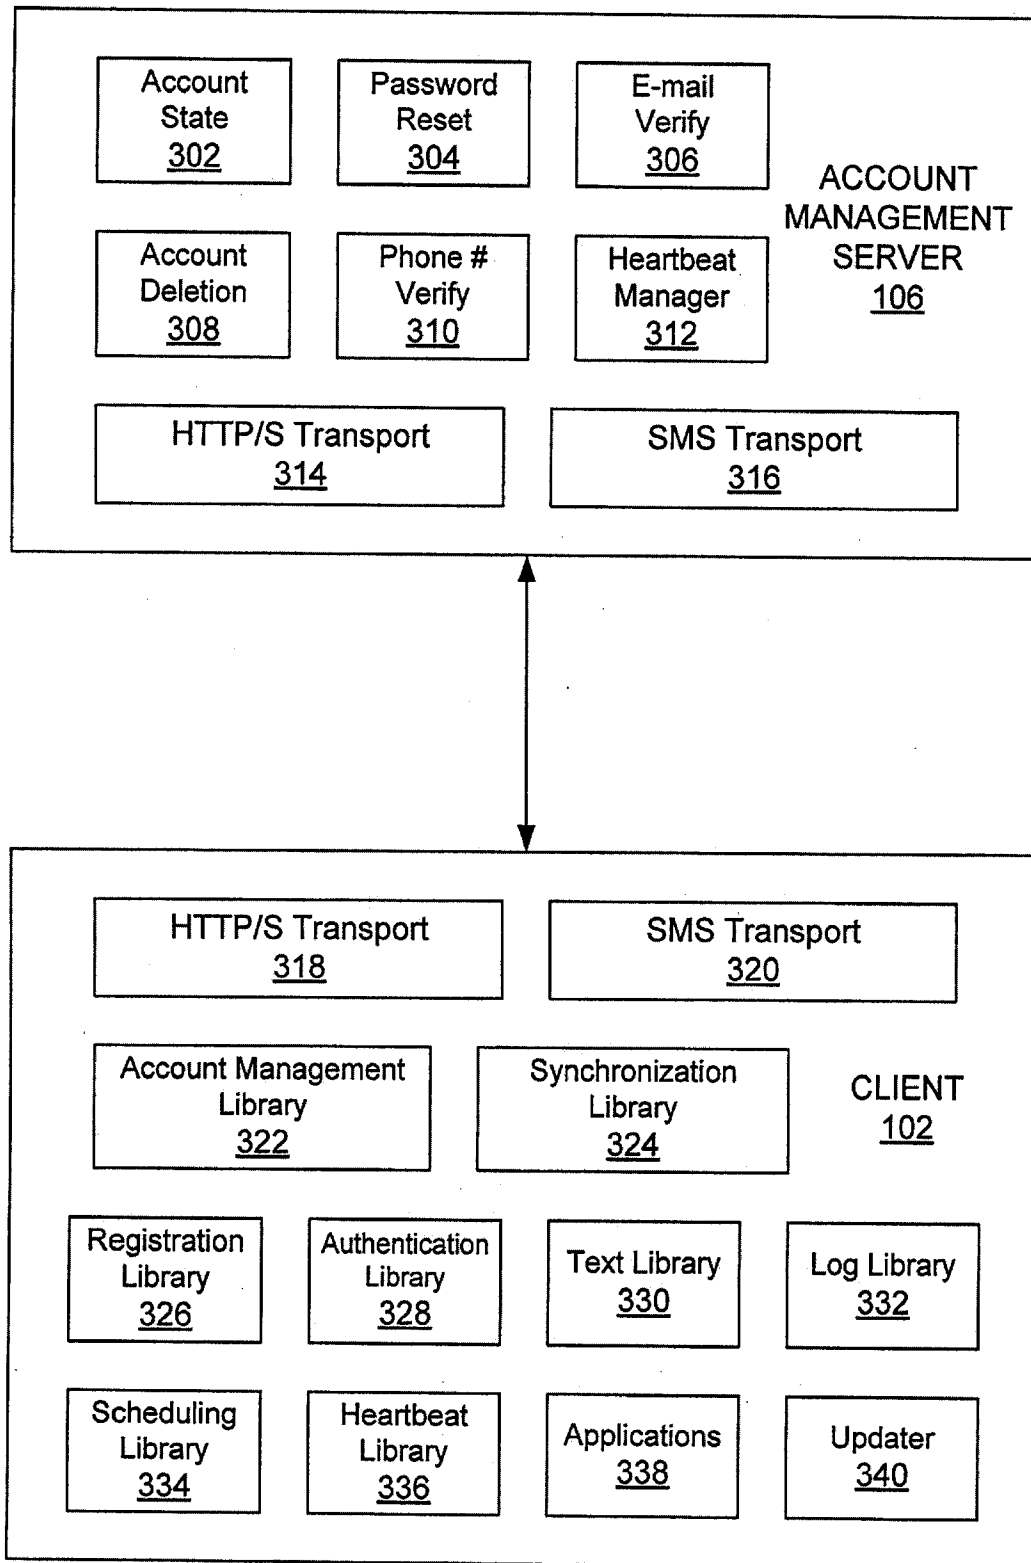 Account
State
302
Password
Reset
304
E-mail
Verify
306
ACCOUNT
MANAGEMENT
SERVER
106
Account
Deletion
308
Phone #
Verify
310
Heartbeat
Manager
312
HTTP/S Transport
314
SMS Transport
316
HTTP/S Transport
318
SMS Transport
320
Account Management
Library
322
Synchronization
Library
324
CLIENT
102
Registration
Library
326
Authentication
Library
328
Text Library
330
Log Library
332
Scheduling
Library
334
Heartbeat
Library
336
Applications
338
Updater
340